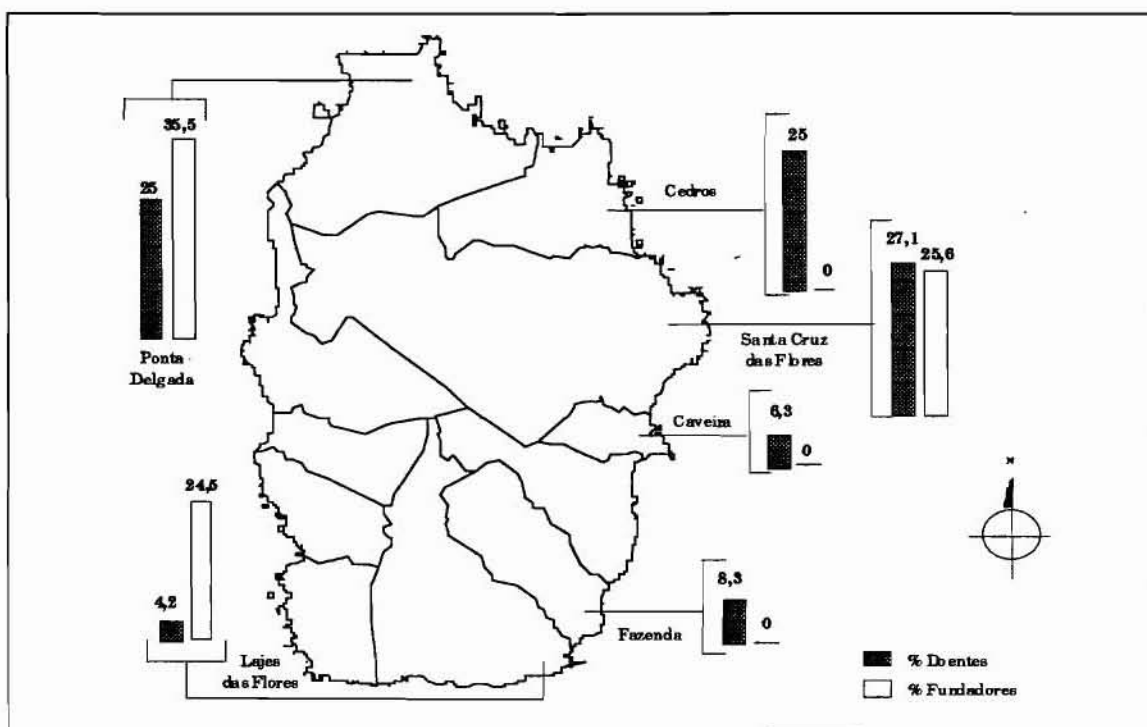 35,5
25
Ponta
Delgada
Cedros
25
0
27,1
25,6
Santa Cruz
das Flores
Caveira
6,3
0
24,5
4,2
Lajes
das Flores
8,3
0
Fazenda
% Doentes
% Fundadores